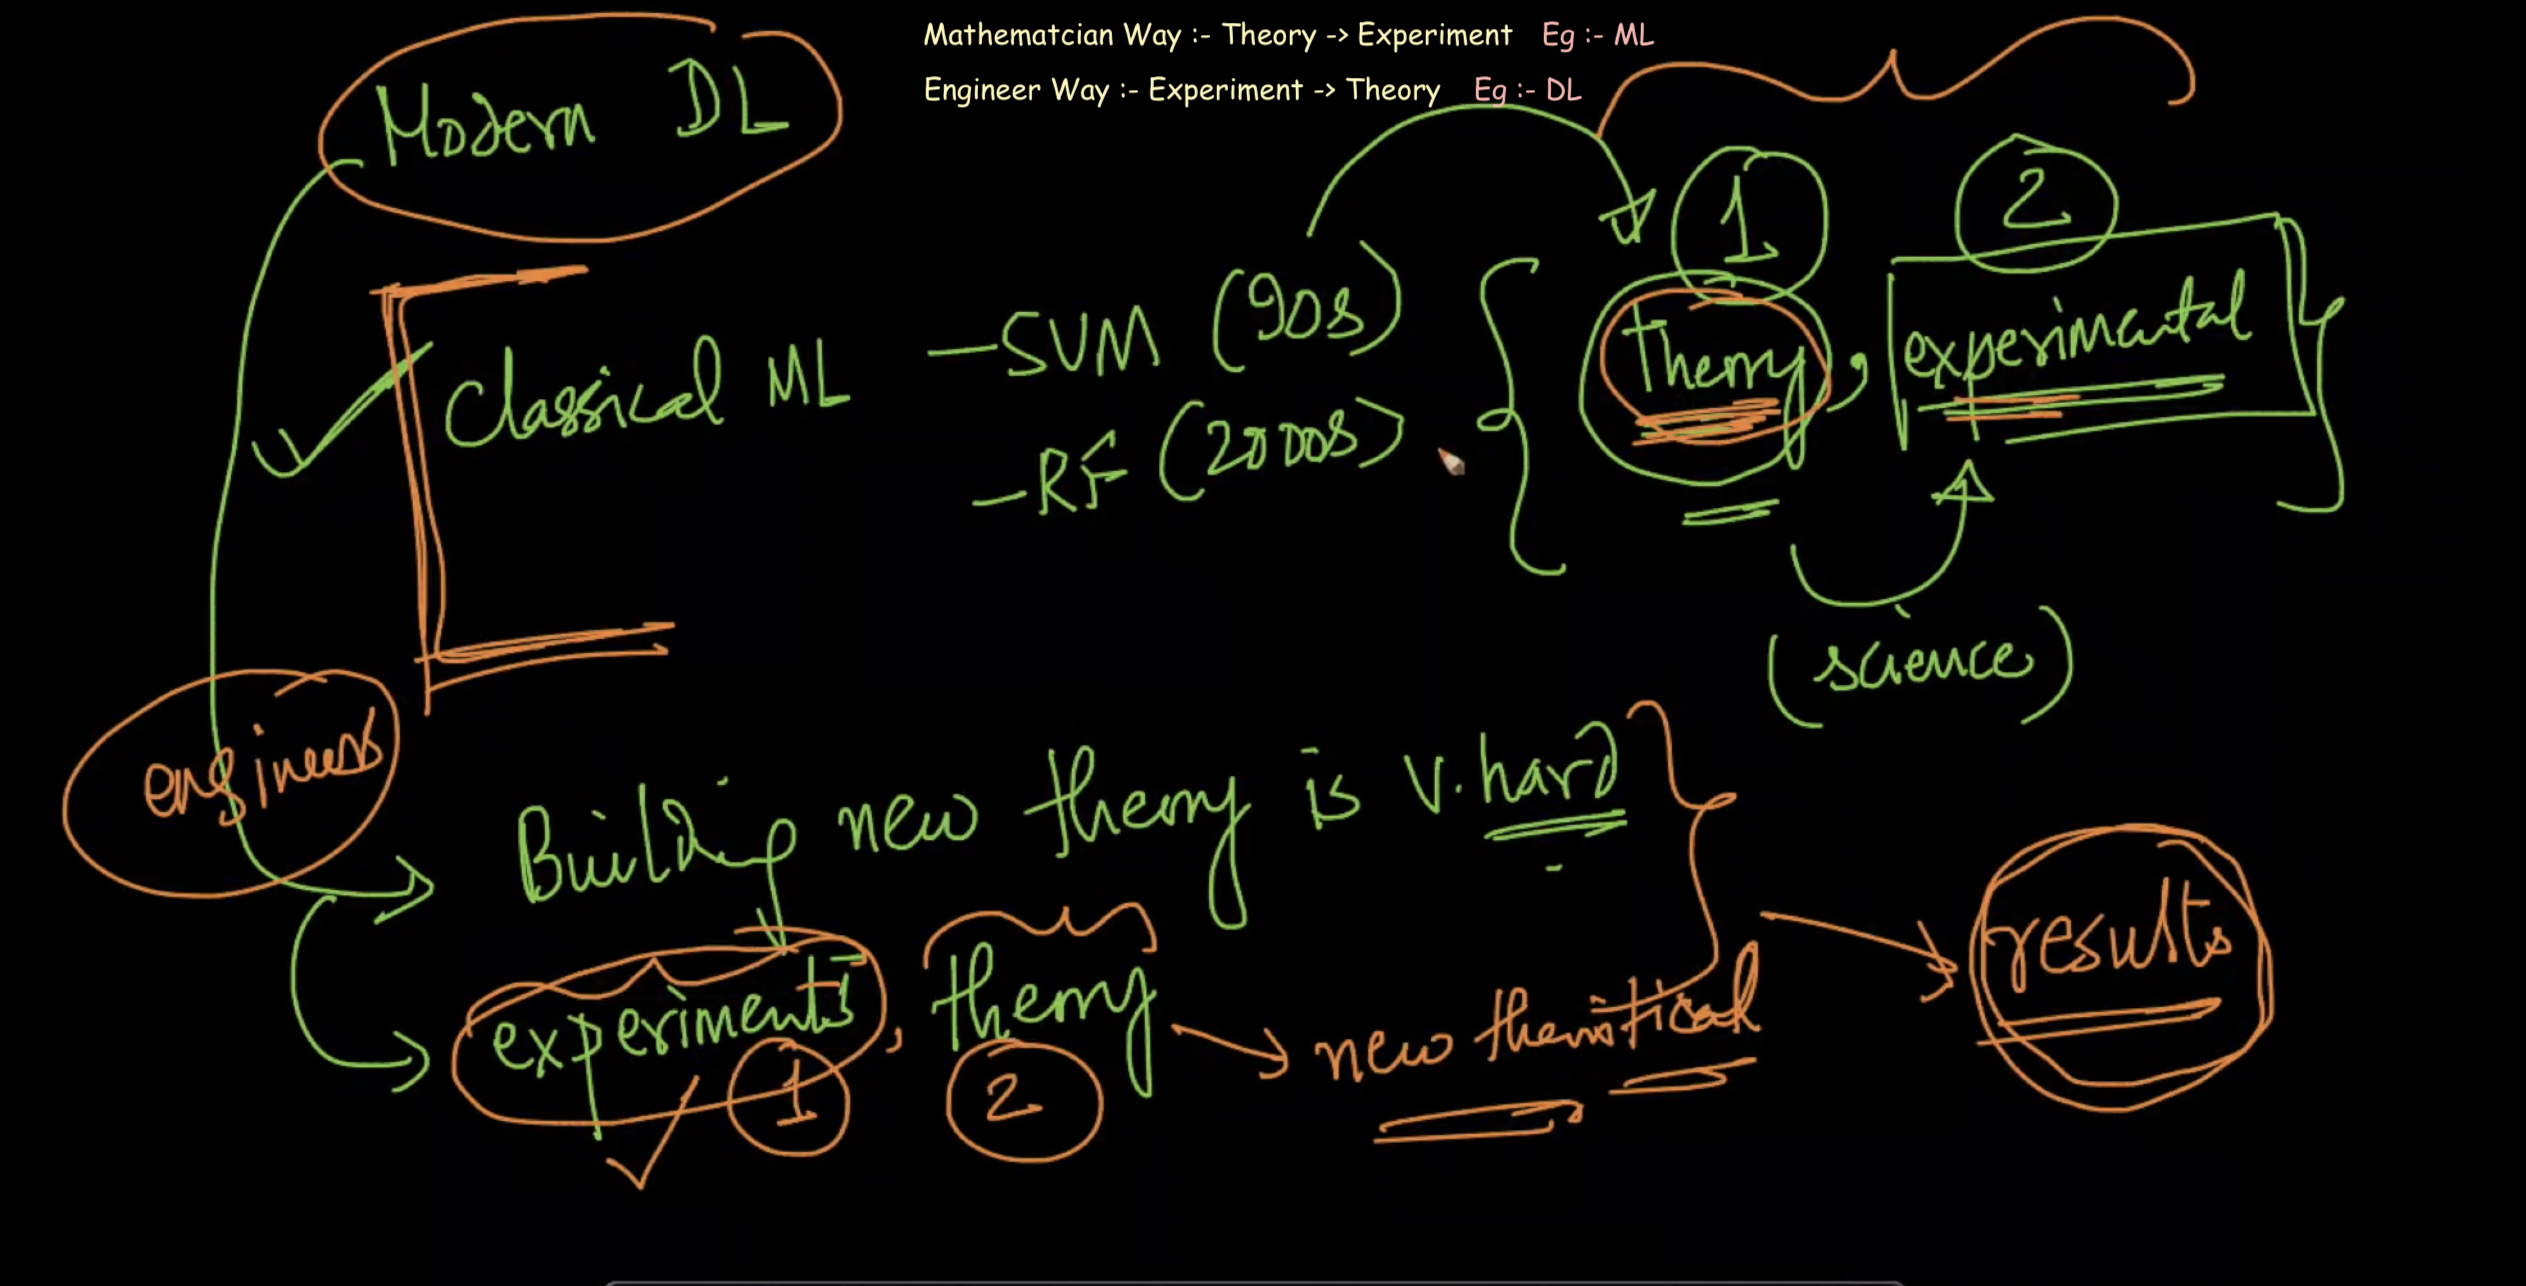 Mathematcian Way :- Theory -> Experiment Eg :- ML
Engineer Way :- Experiment -> Theory Eg :- DL
Modern DL
1 2
Classical ML
- SVM (90s)
- RF (2000s)
Theory, experimental
(science)
engineers
Building new theory is v. hard
experiments, theory
1 2
new
results